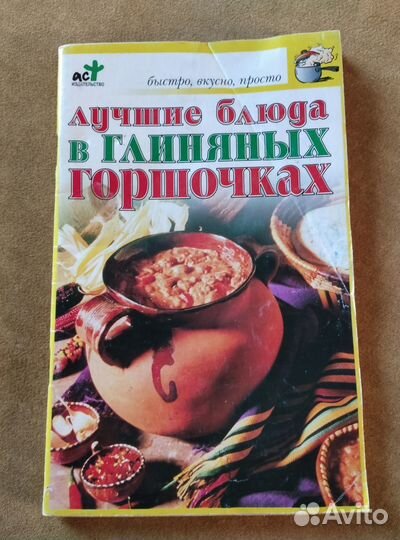 аст
ИЗДАТЕЛЬСТВО
быстро, вкусно, просто
лучшие блюда
в глиняных
горшочках
Avito